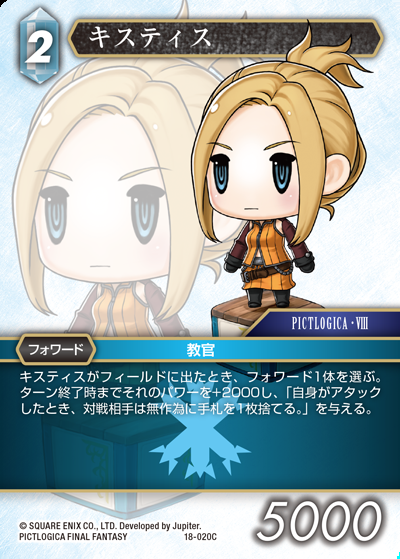 2
キスティス
PICTLOGICA・VIII
フォワード
教官
キスティスがフィールドに出たとき、フォワード1体を選ぶ。
ターン終了時までそれのパワーを+2000し、「自身がアタック
したとき、対戦相手は無作為に手札を1枚捨てる。」を与える。
© SQUARE ENIX CO., LTD. Developed by Jupiter.
PICTLOGICA FINAL FANTASY
18-020C
5000